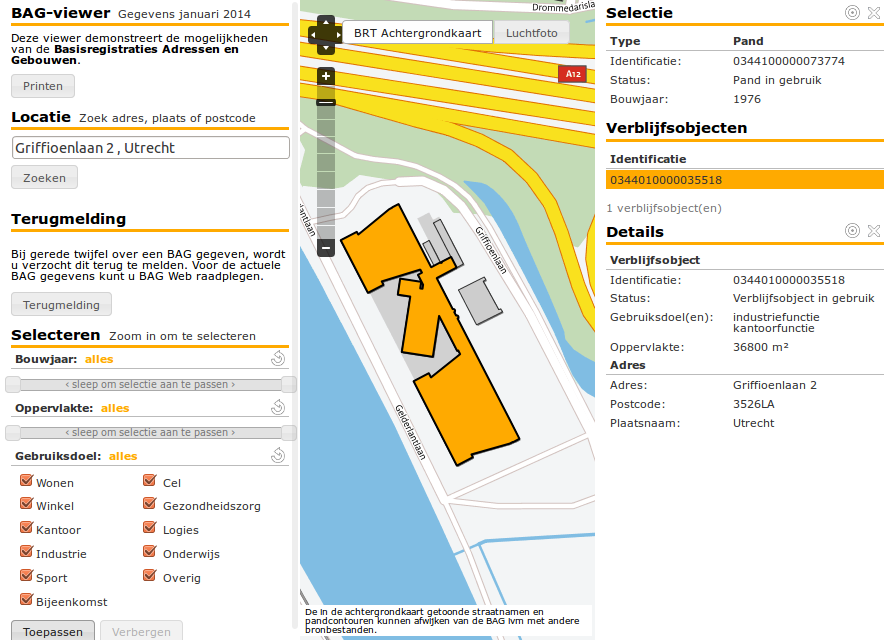 BAG-viewer Gegevens januari 2014
Deze viewer demonstreert de mogelijkheden
van de Basisregistraties Adressen en
Gebouwen.
Printen
Locatie Zoek adres, plaats of postcode
Griffioenlaan 2 , Utrecht
Zoeken
Terugmelding
Bij gerede twijfel over een BAG gegeven, wordt
u verzocht dit terug te melden. Voor de actuele
BAG gegevens kunt u BAG Web raadplegen.
Terugmelding
Selecteren Zoom in om te selecteren
Bouwjaar: alles
‹ sleep om selectie aan te passen ›
Oppervlakte: alles
‹ sleep om selectie aan te passen ›
Gebruiksdoel: alles
Wonen Cel
Winkel Gezondheidszorg
Kantoor Logies
Industrie Onderwijs
Sport Overig
Bijeenkomst
Toepassen Verbergen
Drommedarisla
BRT Achtergrondkaart Luchtfoto
A12
lantlaan
Griffioenlaan
Gelderlantlaan
De in de achtergrondkaart getoonde straatnamen en
pandcontouren kunnen afwijken van de BAG ivm met andere
bronbestanden.
Selectie
Type Pand
Identificatie: 0344100000073774
Status: Pand in gebruik
Bouwjaar: 1976
Verblijfsobjecten
Identificatie
0344010000035518
1 verblijfsobject(en)
Details
Verblijfsobject
Identificatie: 0344010000035518
Status: Verblijfsobject in gebruik
Gebruiksdoel(en): industriefunctie
kantoorfunctie
Oppervlakte: 36800 m²
Adres
Adres: Griffioenlaan 2
Postcode: 3526LA
Plaatsnaam: Utrecht